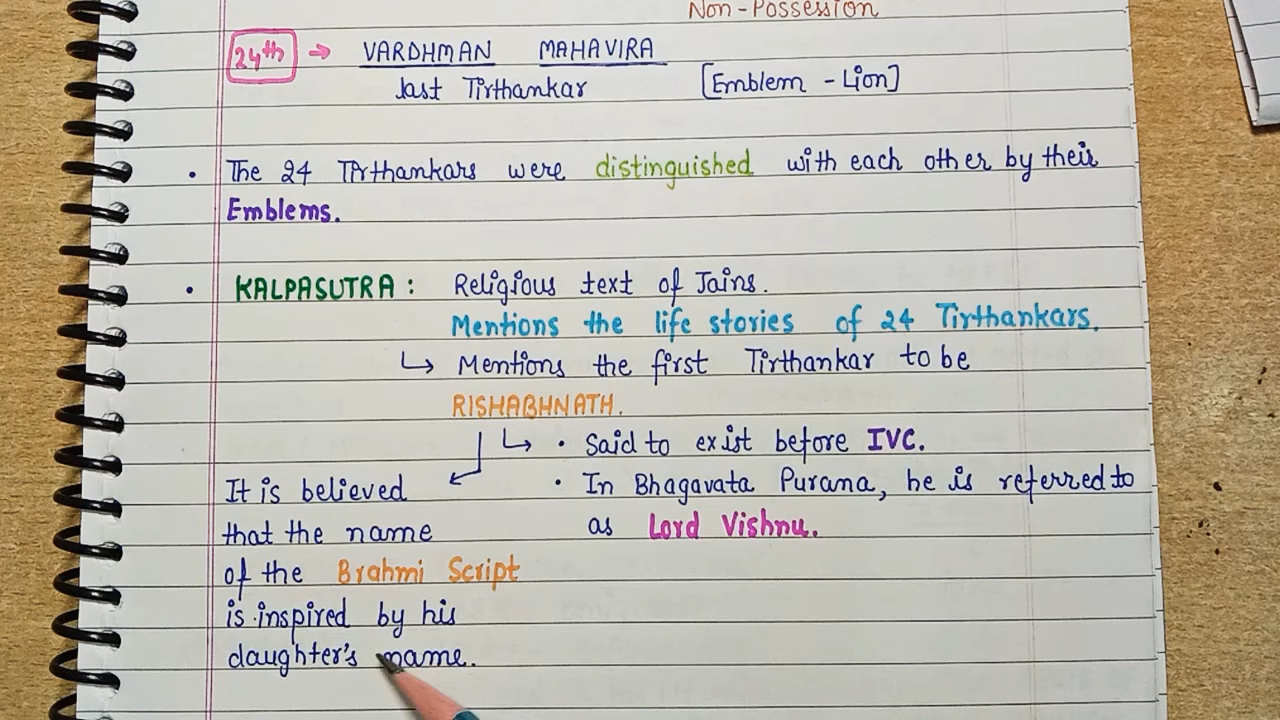 Non-Possession
24th → VARDHMAN MAHAVIRA
last Tirthankar [Emblem - Lion]
• The 24 Tirthankars were distinguished with each other by their
Emblems.
• KALPASUTRA : Religious text of Jains.
Mentions the life stories of 24 Tirthankars.
↳ Mentions the first Tirthankar to be
RISHABHNATH.
↳ • Said to exist before IVC.
• In Bhagavata Purana, he is referred to
as Lord Vishnu.
It is believed
that the name
of the Brahmi Script
is inspired by his
daughter's name.